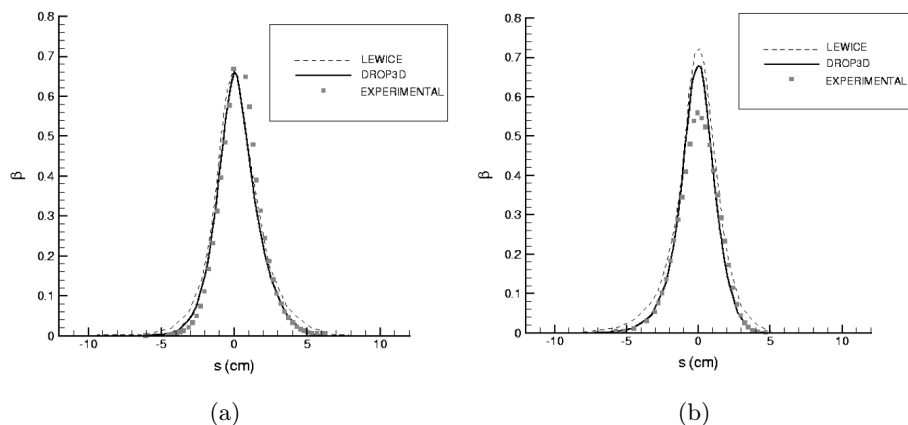 0.8
0.7
0.6
0.5
0.4
0.3
0.2
0.1
0
β
-10 -5 0 5 10
s (cm)
LEWICE
DROP3D
EXPERIMENTAL
(a)
0.8
0.7
0.6
0.5
0.4
0.3
0.2
0.1
0
β
-10 -5 0 5 10
s (cm)
LEWICE
DROP3D
EXPERIMENTAL
(b)